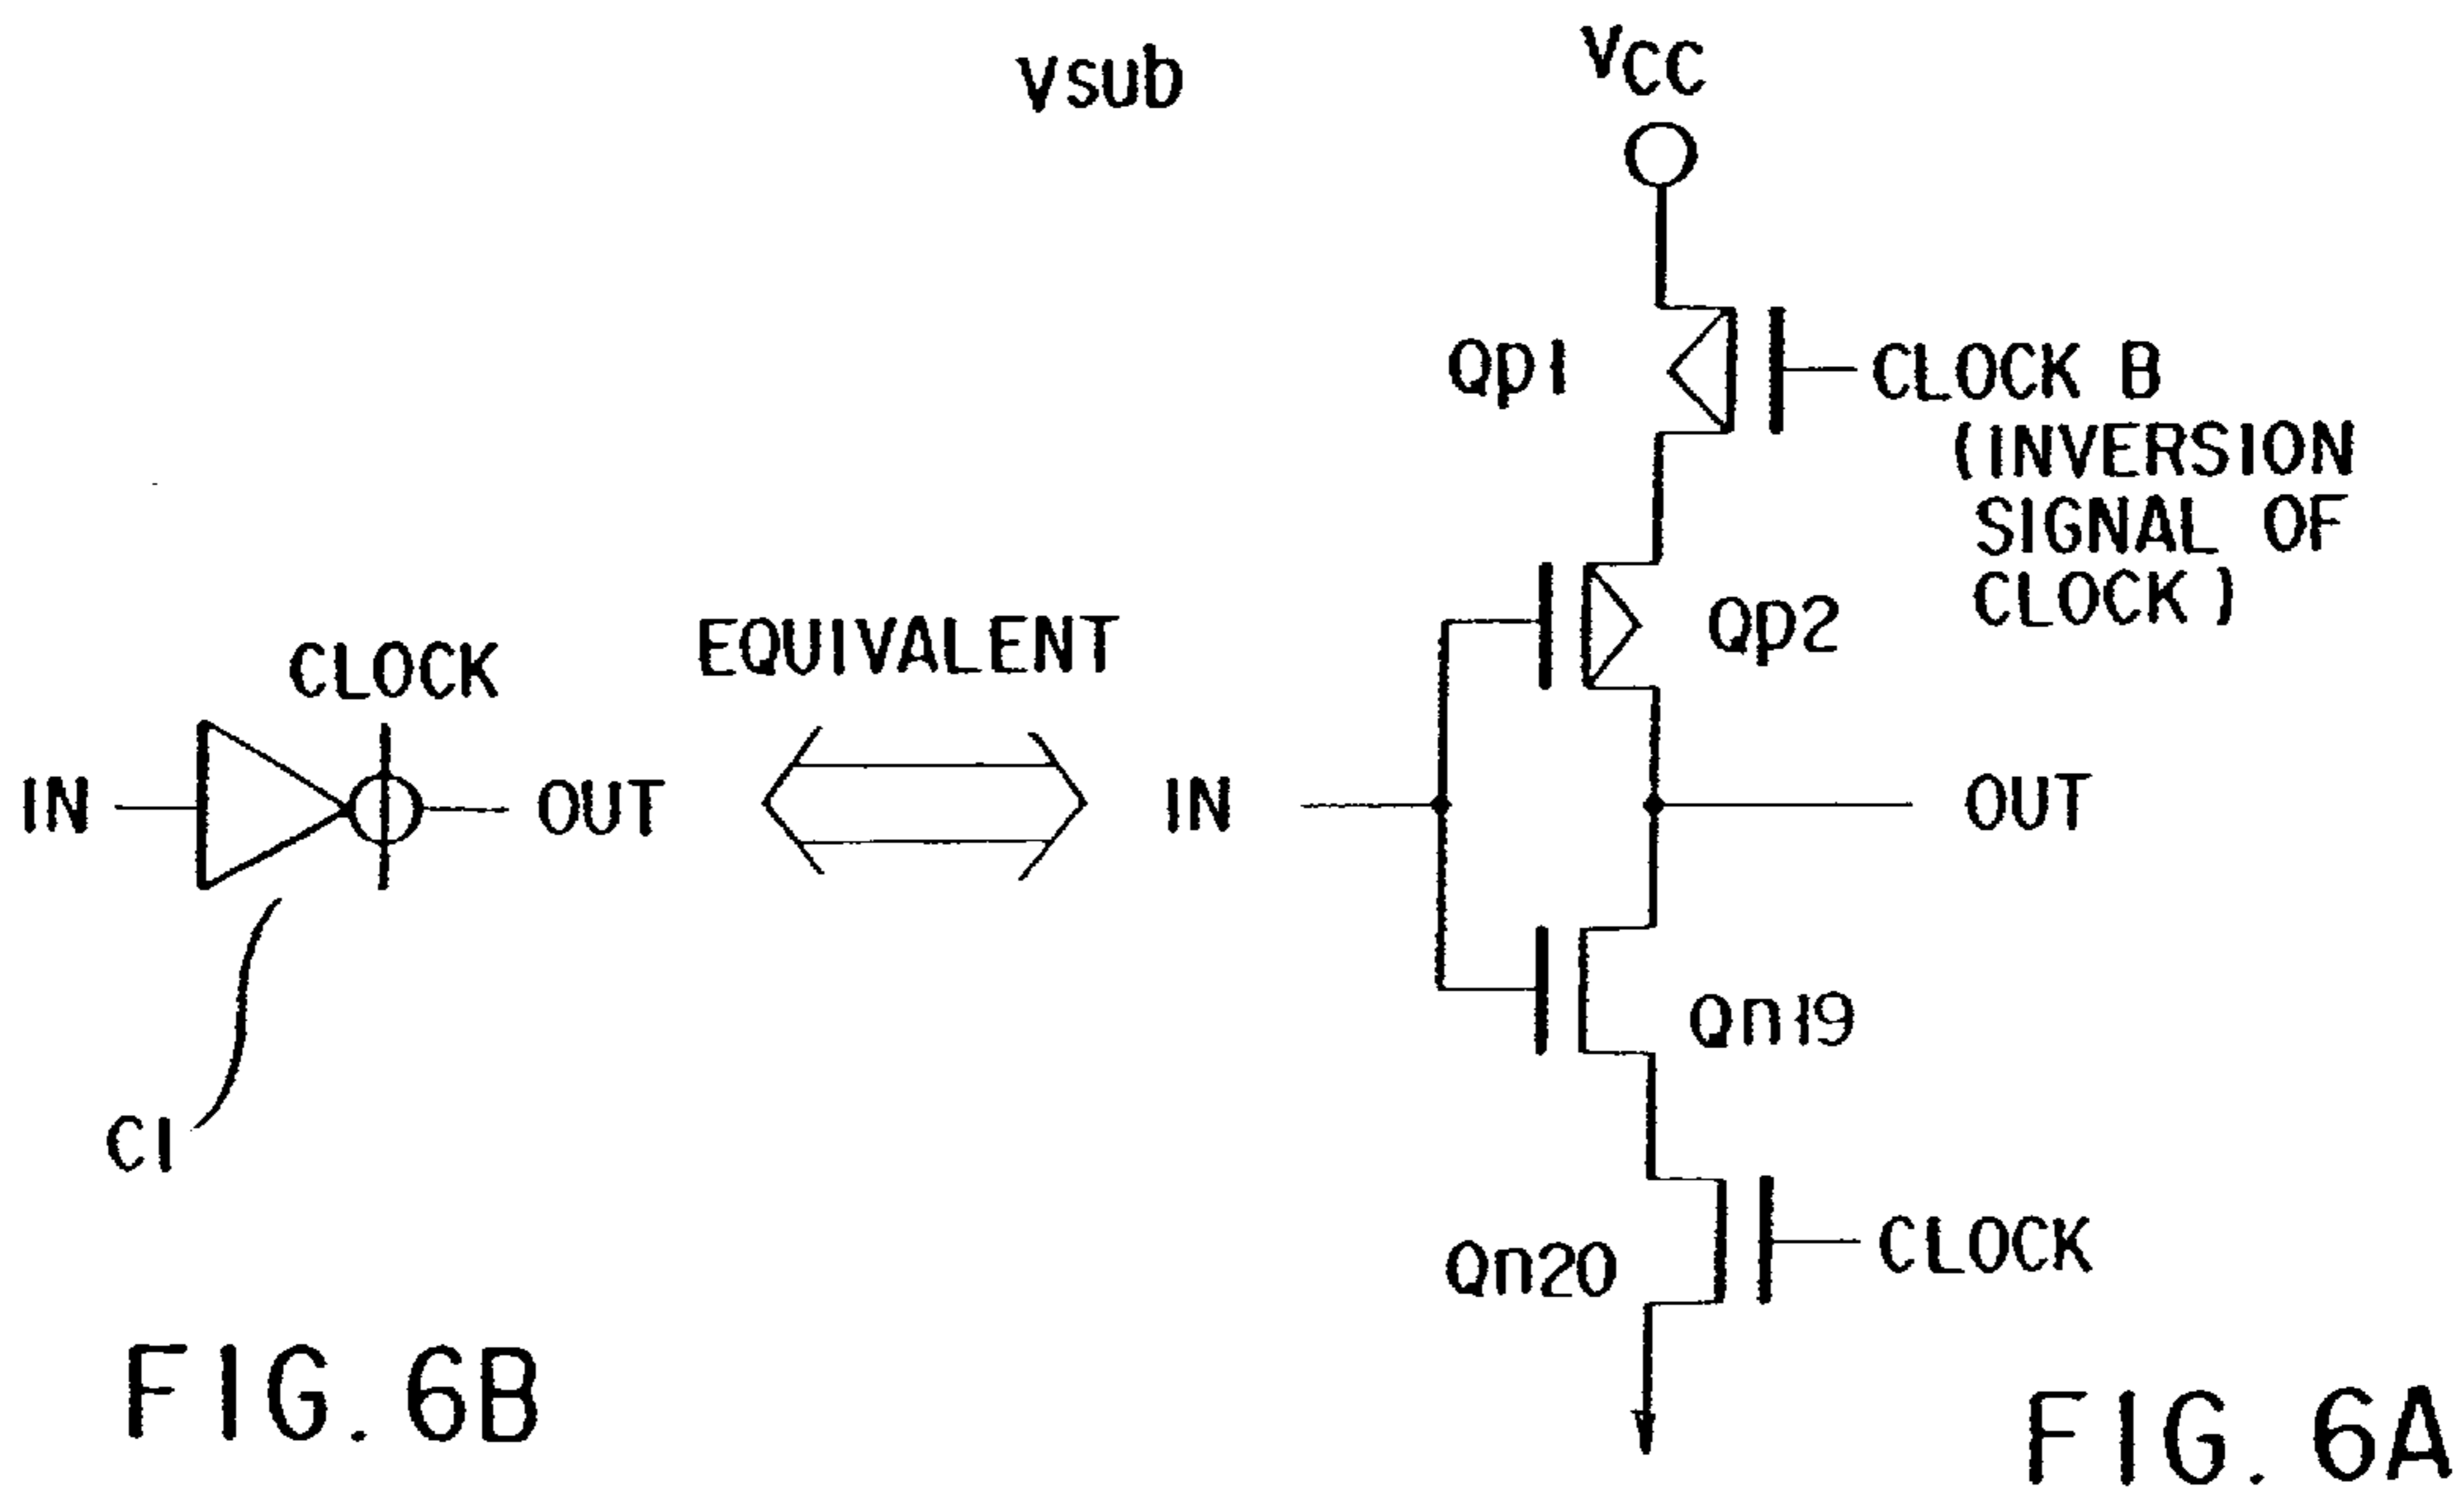 Vsub
VCC
Qp1
CLOCK B
(INVERSION
SIGNAL OF
CLOCK)
Qp2
EQUIVALENT
CLOCK
IN
OUT
IN
OUT
Qn19
C1
Qn20
CLOCK
FIG. 6B
FIG. 6A